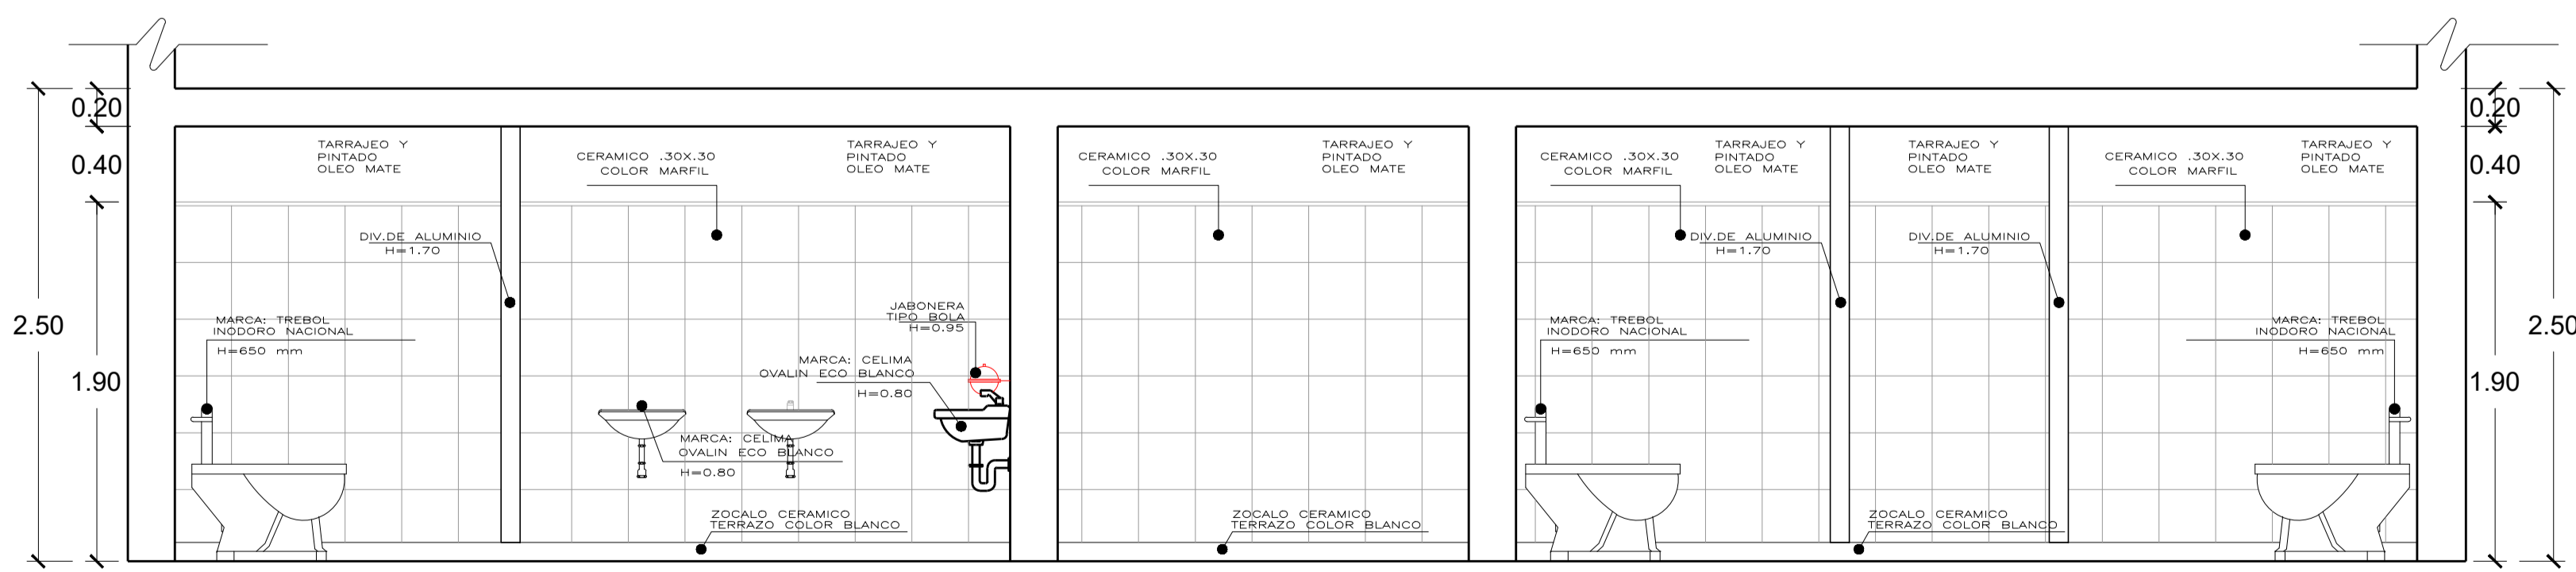 0.20
0.40
2.50
1.90
TARRAJEO Y
PINTADO
OLEO MATE
DIV.DE ALUMINIO
H=1.70
MARCA: TREBOL
INODORO NACIONAL
H=650 mm
CERAMICO .30X.30
COLOR MARFIL
TARRAJEO Y
PINTADO
OLEO MATE
JABONERA
TIPO BOLA
H=0.95
MARCA: CELIMA
OVALIN ECO BLANCO
H=0.80
MARCA: CELIMA
OVALIN ECO BLANCO
H=0.80
ZOCALO CERAMICO
TERRAZO COLOR BLANCO
CERAMICO .30X.30
COLOR MARFIL
TARRAJEO Y
PINTADO
OLEO MATE
ZOCALO CERAMICO
TERRAZO COLOR BLANCO
CERAMICO .30X.30
COLOR MARFIL
TARRAJEO Y
PINTADO
OLEO MATE
DIV.DE ALUMINIO
H=1.70
MARCA: TREBOL
INODORO NACIONAL
H=650 mm
TARRAJEO Y
PINTADO
OLEO MATE
DIV.DE ALUMINIO
H=1.70
ZOCALO CERAMICO
TERRAZO COLOR BLANCO
CERAMICO .30X.30
COLOR MARFIL
TARRAJEO Y
PINTADO
OLEO MATE
MARCA: TREBOL
INODORO NACIONAL
H=650 mm
0.20
0.40
2.50
1.90